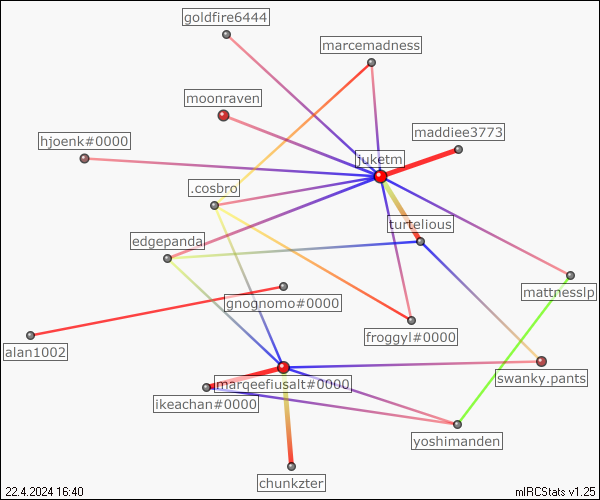 goldfire6444
marcemadness
moonraven
maddiee3773
hjoenk#0000
juketm
.cosbro
turtelious
edgepanda
mattnesslp
gnognomo#0000
froggyl#0000
alan1002
swanky.pants
marqeefiusalt#0000
ikeachan#0000
yoshimanden
chunkzter
22.4.2024 16:40
mIRCStats v1.25